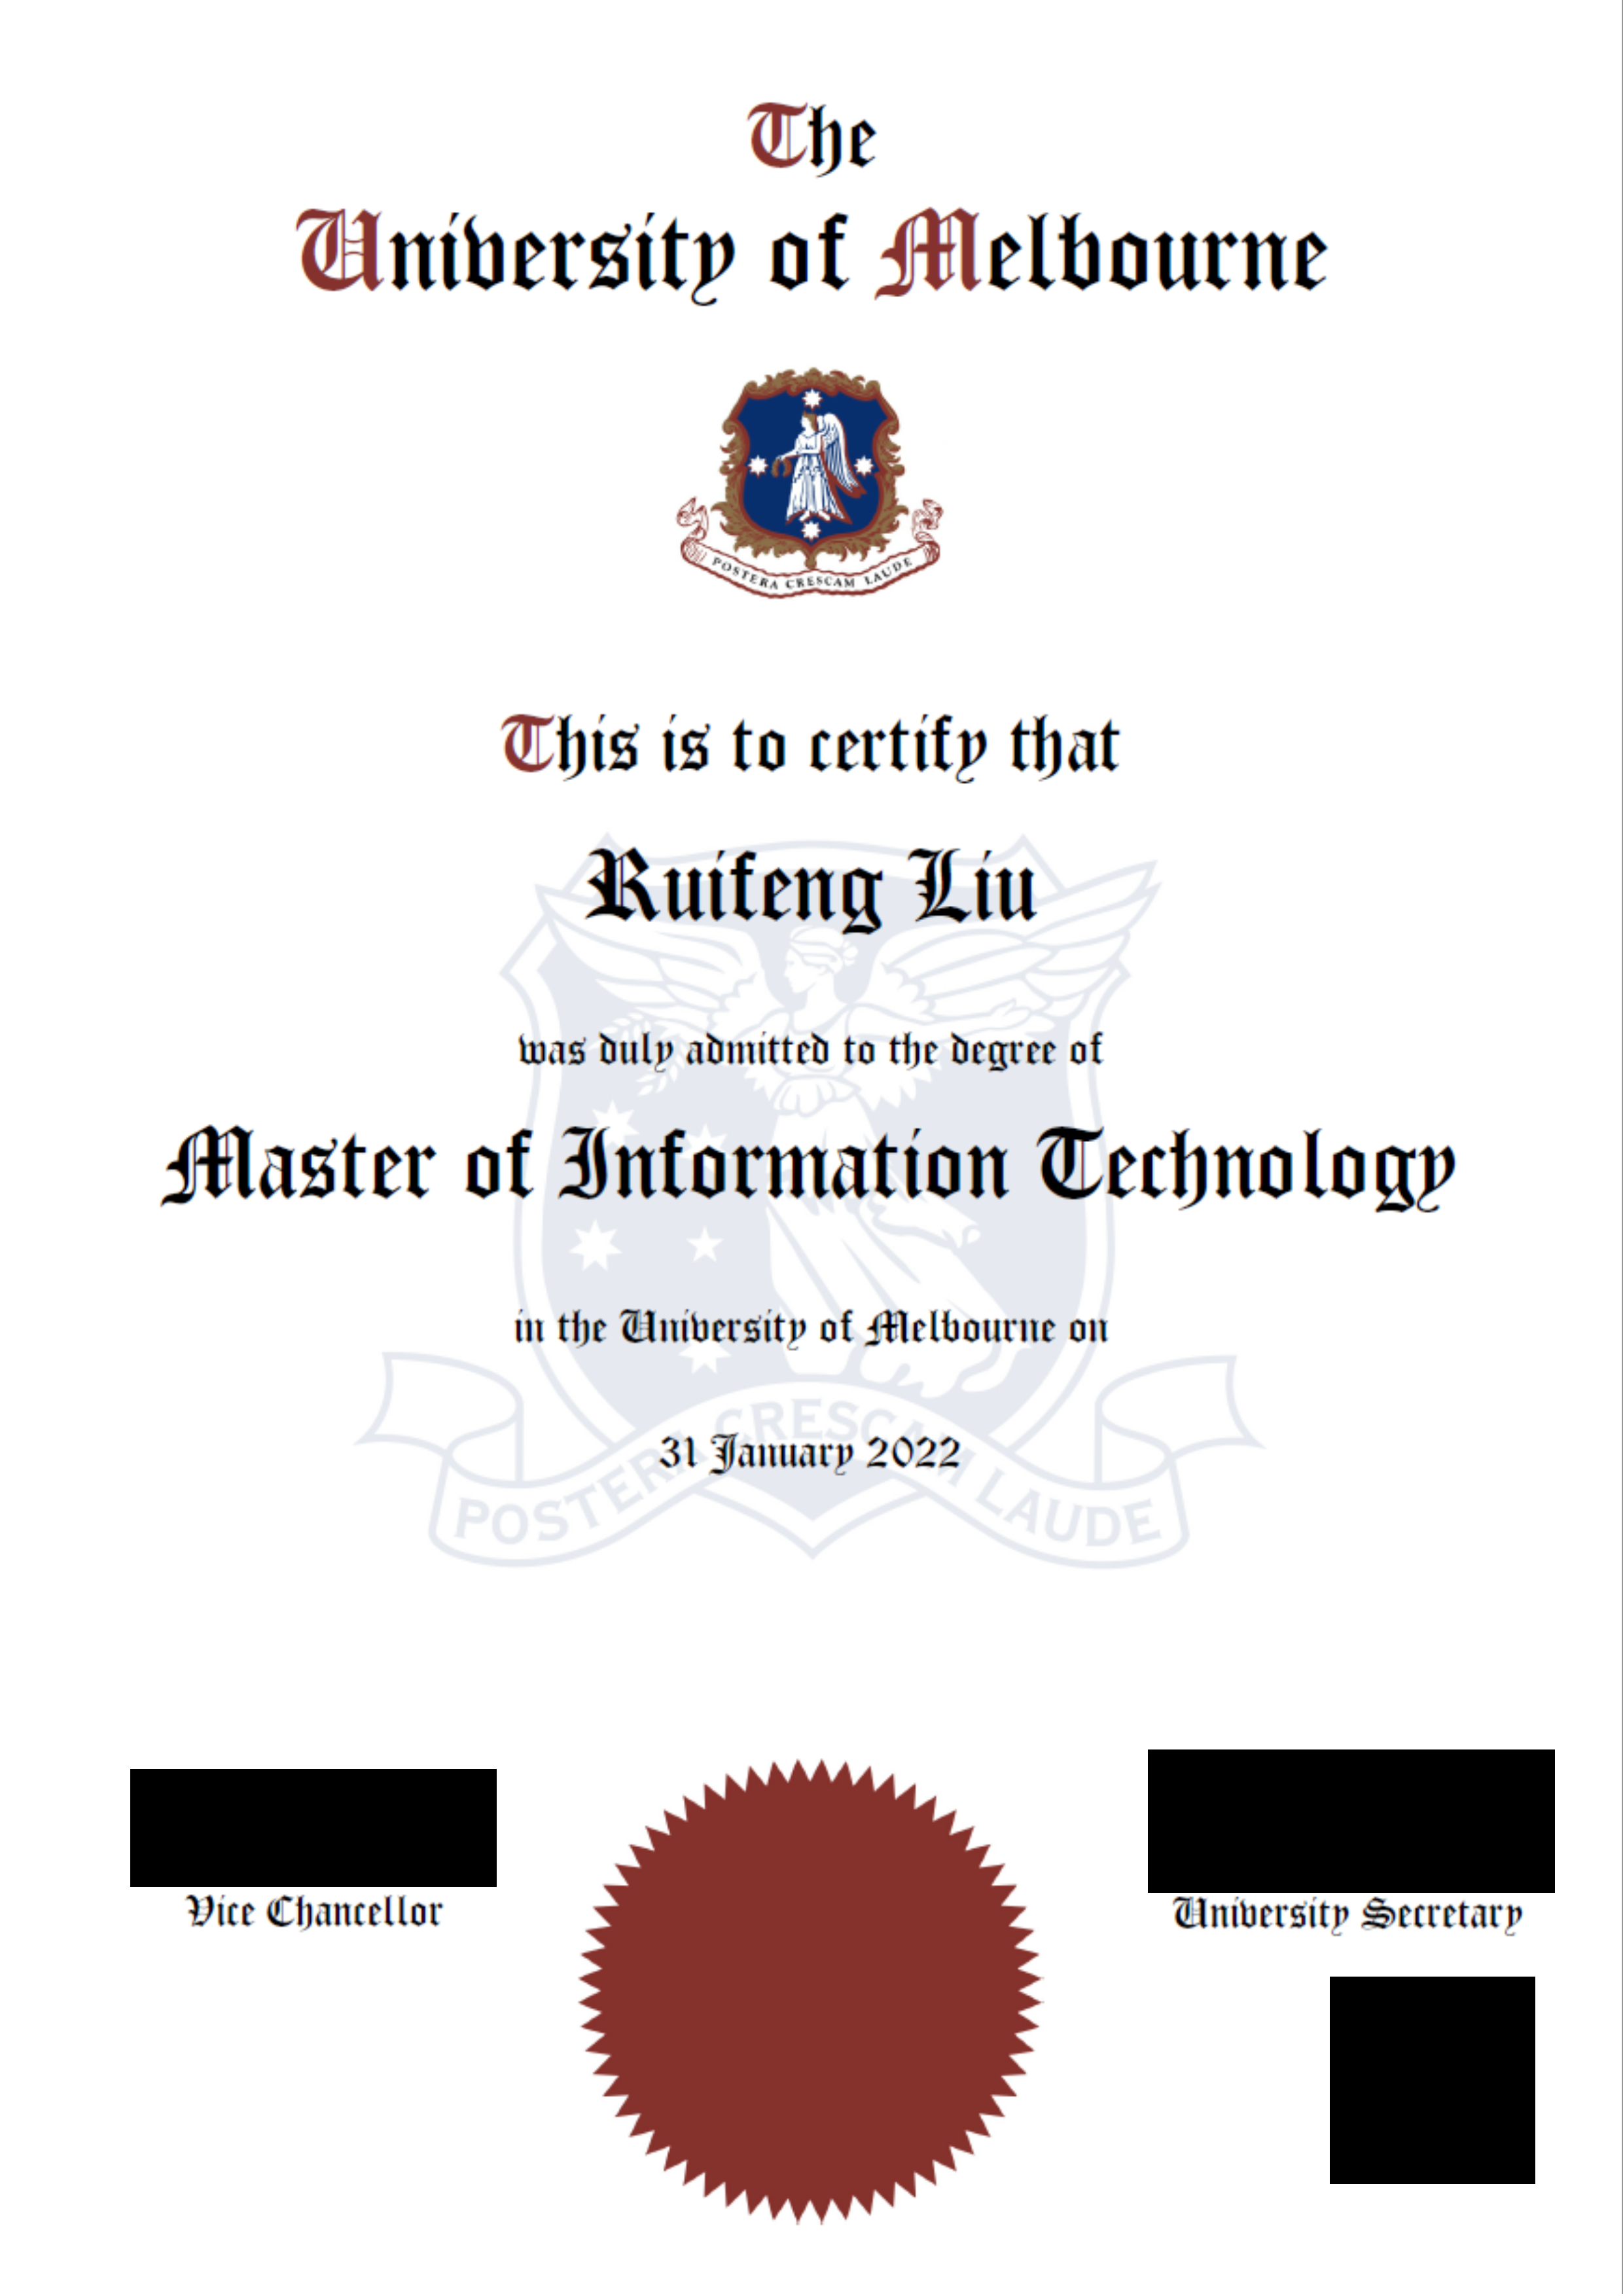 The
University of Melbourne
POSTERA CRESCAM LAUDE
This is to certify that
Ruifeng Liu
was duly admitted to the degree of
Master of Information Technology
in the University of Melbourne on
31 January 2022
POSTERA CRESCAM LAUDE
Vice Chancellor
University Secretary